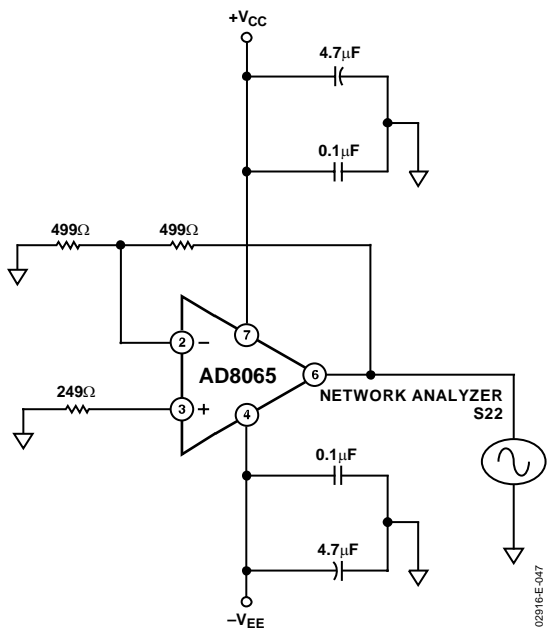 +VCC
4.7μF
0.1μF
499Ω 499Ω
2 − 7
AD8065 6
NETWORK ANALYZER
S22
249Ω
3 + 4
0.1μF
4.7μF
−VEE
02916-E-047